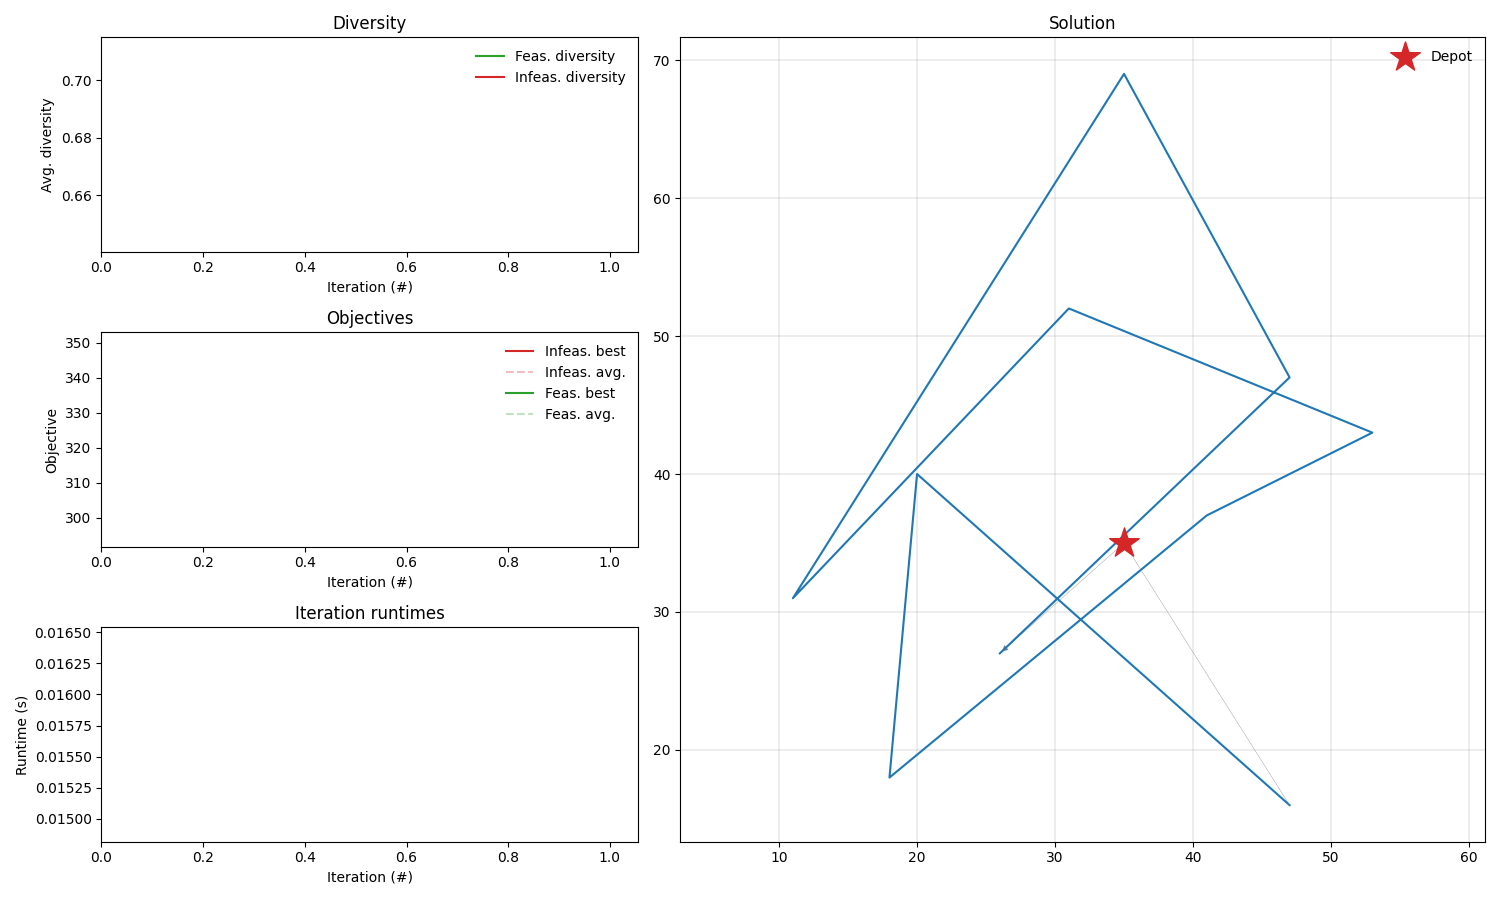 Diversity
Feas. diversity
Infeas. diversity
0.70
0.68
0.66
Avg. diversity
0.0 0.2 0.4 0.6 0.8 1.0
Iteration (#)
Objectives
Infeas. best
Infeas. avg.
Feas. best
Feas. avg.
350
340
330
320
310
300
Objective
0.0 0.2 0.4 0.6 0.8 1.0
Iteration (#)
Iteration runtimes
0.01650
0.01625
0.01600
0.01575
0.01550
0.01525
0.01500
Runtime (s)
0.0 0.2 0.4 0.6 0.8 1.0
Iteration (#)
Solution
Depot
70
60
50
40
30
20
10 20 30 40 50 60